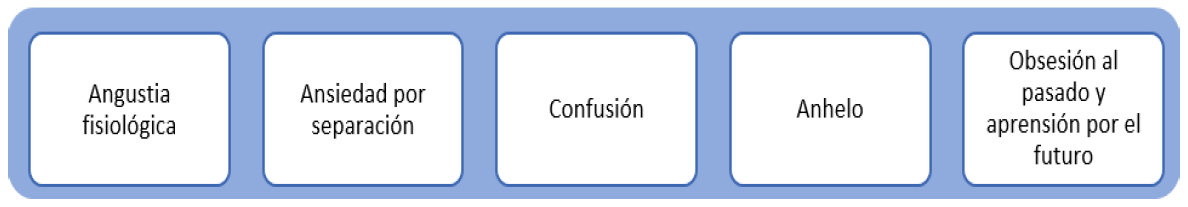 Angustia
fisiológica
Ansiedad por
separación
Confusión
Anhelo
Obsesión al
pasado y
aprensión por el
futuro